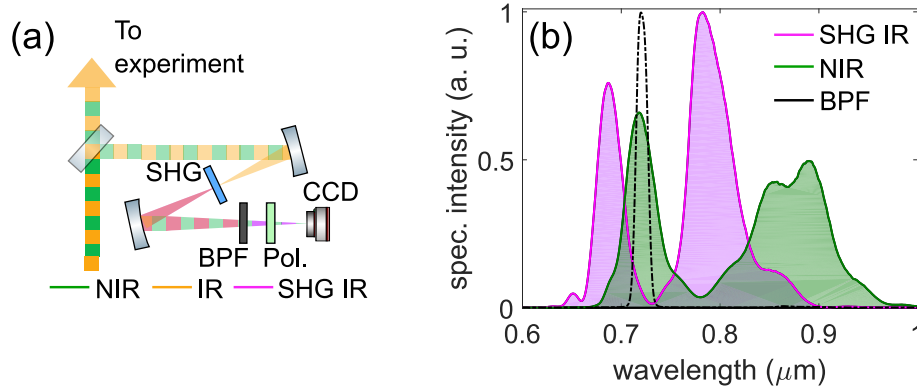 (a)
To
experiment
SHG
CCD
BPF Pol.
NIR IR SHG IR
(b)
spec. intensity (a. u.)
1
0.5
0
SHG IR
NIR
BPF
0.6 0.7 0.8 0.9 1
wavelength (μm)